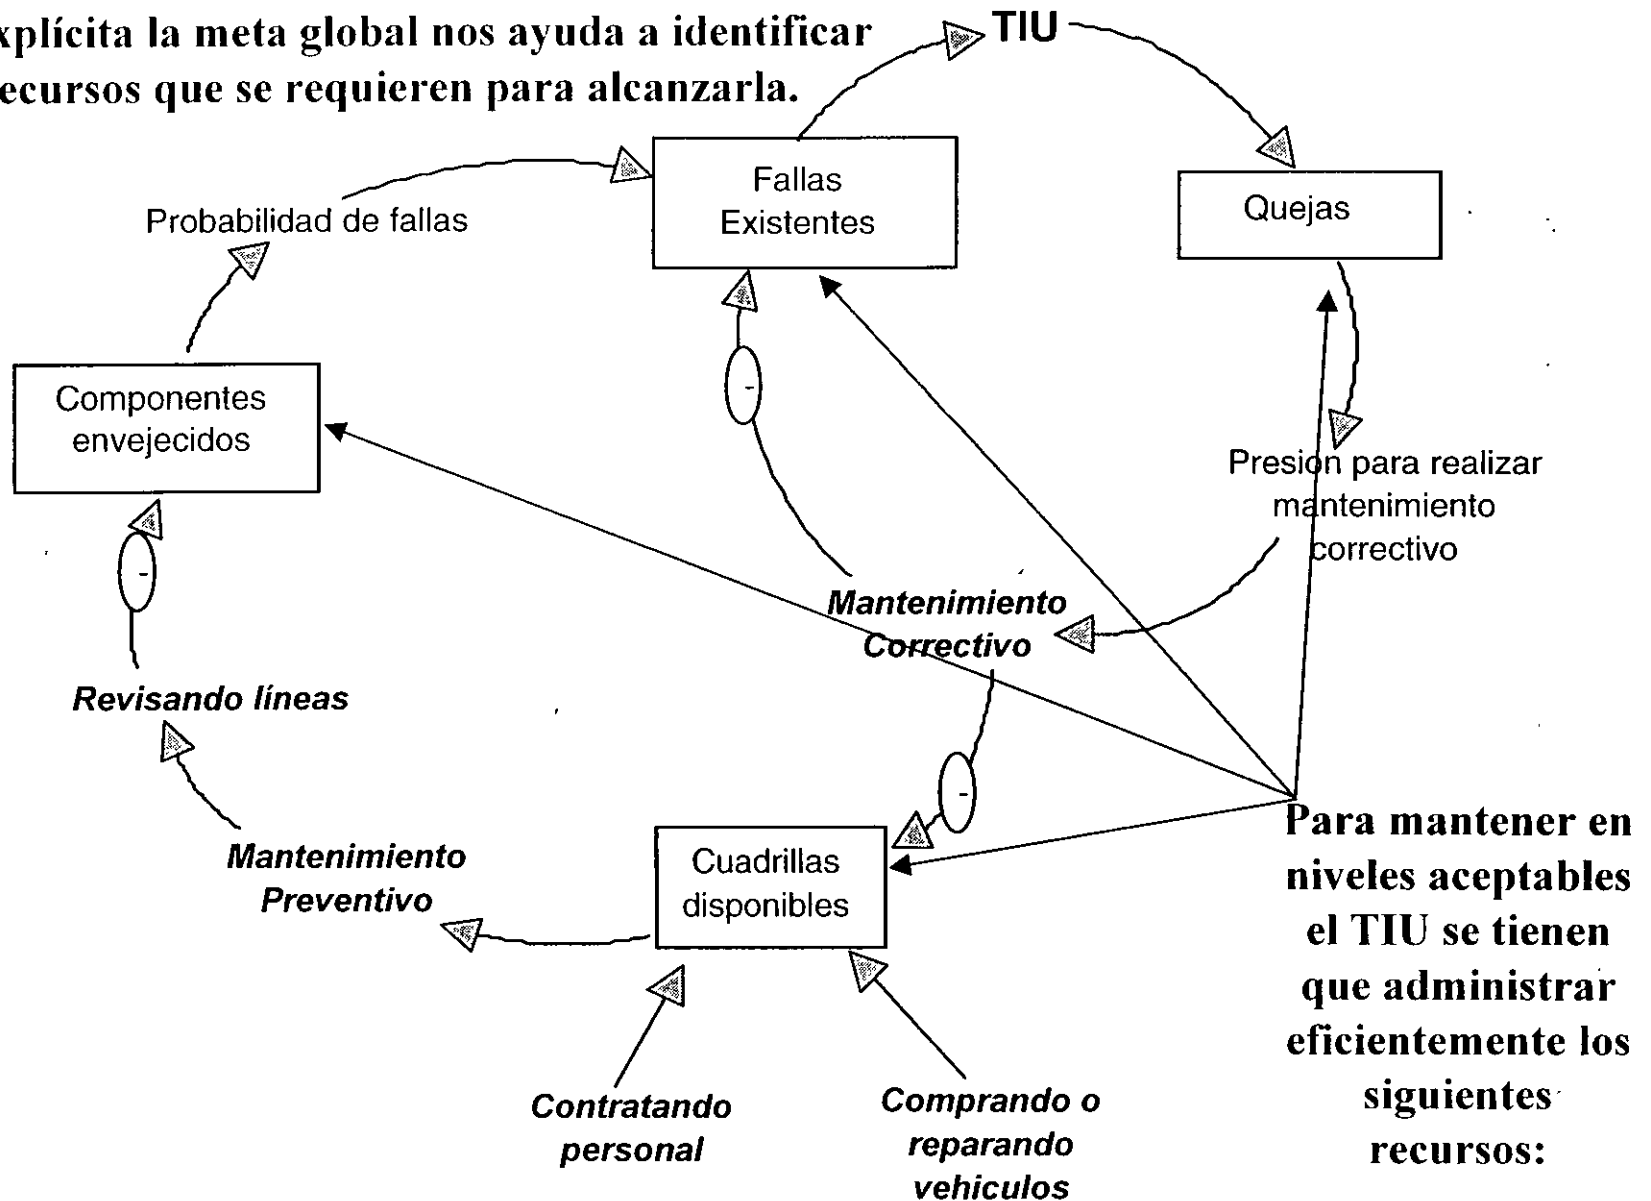 xplícita la meta global nos ayuda a identificar
ecursos que se requieren para alcanzarla.
TIU
Fallas
Existentes
Quejas
Probabilidad de fallas
Componentes
envejecidos
-
Presión para realizar
mantenimiento
correctivo
-
Mantenimiento
Correctivo
Revisando líneas
-
Mantenimiento
Preventivo
Cuadrillas
disponibles
Para mantener en
niveles aceptables
el TIU se tienen
que administrar
eficientemente los
siguientes
recursos:
Contratando
personal
Comprando o
reparando
vehiculos